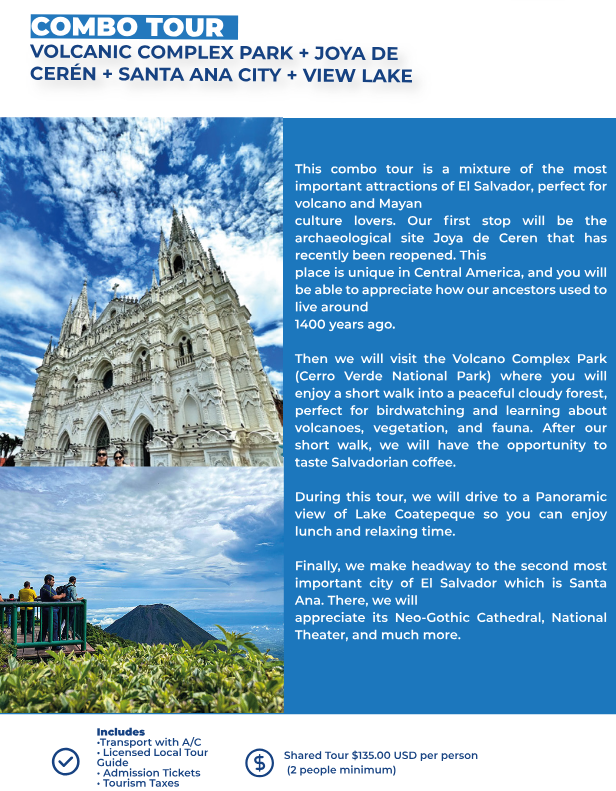 COMBO TOUR
VOLCANIC COMPLEX PARK + JOYA DE
CERÉN + SANTA ANA CITY + VIEW LAKE
This combo tour is a mixture of the most
important attractions of El Salvador, perfect for
volcano and Mayan
culture lovers. Our first stop will be the
archaeological site Joya de Ceren that has
recently been reopened. This
place is unique in Central America, and you will
be able to appreciate how our ancestors used to
live around
1400 years ago.
Then we will visit the Volcano Complex Park
(Cerro Verde National Park) where you will
enjoy a short walk into a peaceful cloudy forest,
perfect for birdwatching and learning about
volcanoes, vegetation, and fauna. After our
short walk, we will have the opportunity to
taste Salvadorian coffee.
During this tour, we will drive to a Panoramic
view of Lake Coatepeque so you can enjoy
lunch and relaxing time.
Finally, we make headway to the second most
important city of El Salvador which is Santa
Ana. There, we will
appreciate its Neo-Gothic Cathedral, National
Theater, and much more.
Includes
•Transport with A/C
• Licensed Local Tour
Guide
• Admission Tickets
• Tourism Taxes
$
Shared Tour $135.00 USD per person
(2 people minimum)